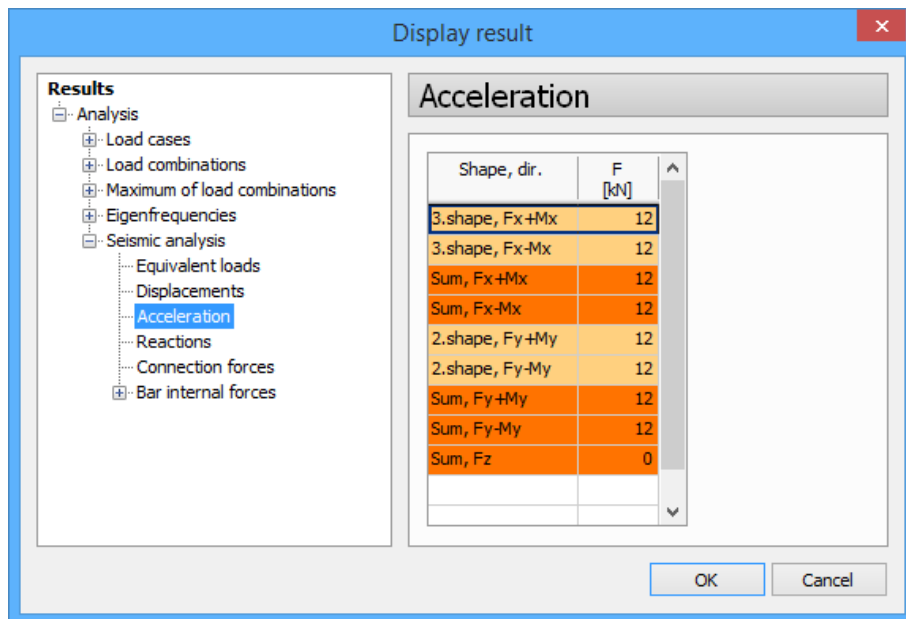 Display result
Results
Analysis
Load cases
Load combinations
Maximum of load combinations
Eigenfrequencies
Seismic analysis
Equivalent loads
Displacements
Acceleration
Reactions
Connection forces
Bar internal forces
Acceleration
Shape, dir. F
[kN]
3.shape, Fx+Mx 12
3.shape, Fx-Mx 12
Sum, Fx+Mx 12
Sum, Fx-Mx 12
2.shape, Fy+My 12
2.shape, Fy-My 12
Sum, Fy+My 12
Sum, Fy-My 12
Sum, Fz 0
OK Cancel